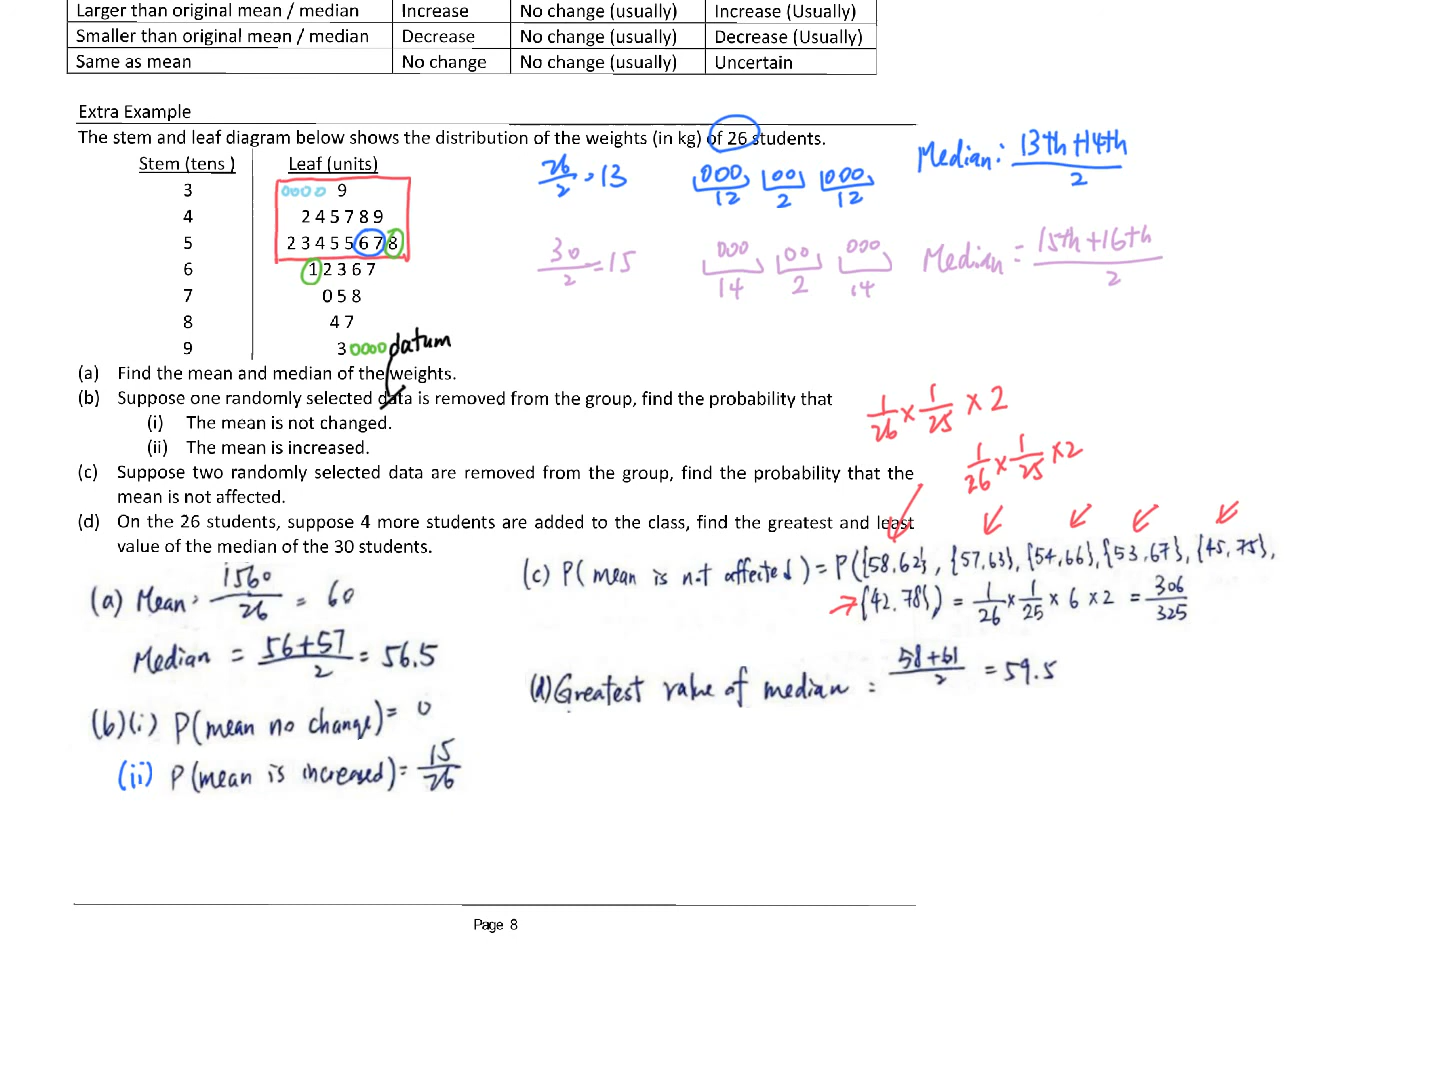 Larger than original mean / median Increase No change (usually) Increase (Usually)
Smaller than original mean / median Decrease No change (usually) Decrease (Usually)
Same as mean No change No change (usually) Uncertain
Extra Example
The stem and leaf diagram below shows the distribution of the weights (in kg) of 26 students.
Stem (tens ) Leaf (units)
3 0000 9
4 2 4 5 7 8 9
5 2 3 4 5 5 6 7 8
6 1 2 3 6 7
7 0 5 8
8 4 7
9 3 0000 datum
26/2 = 13
000 00 000
12 2 12
Median: 13th+14th/2
30/2 = 15
000 00 000
14 2 14
Median = 15th+16th/2
(a) Find the mean and median of the weights.
(b) Suppose one randomly selected data is removed from the group, find the probability that
(i) The mean is not changed.
(ii) The mean is increased.
(c) Suppose two randomly selected data are removed from the group, find the probability that the
mean is not affected.
(d) On the 26 students, suppose 4 more students are added to the class, find the greatest and least
value of the median of the 30 students.
1/26 × 1/25 × 2
1/26 × 1/25 × 2
(a) Mean = 1560/26 = 60
Median = 56+57/2 = 56.5
(b)(i) P(mean no change) = 0
(ii) P(mean is increased) = 15/26
(c) P(mean is not affected) = P({58,62}, {57,63}, {54,66}, {53,67}, {45,75},
{42,78}) = 1/26 × 1/25 × 6 × 2 = 306/325
(d) Greatest value of median = 58+61/2 = 59.5
Page 8